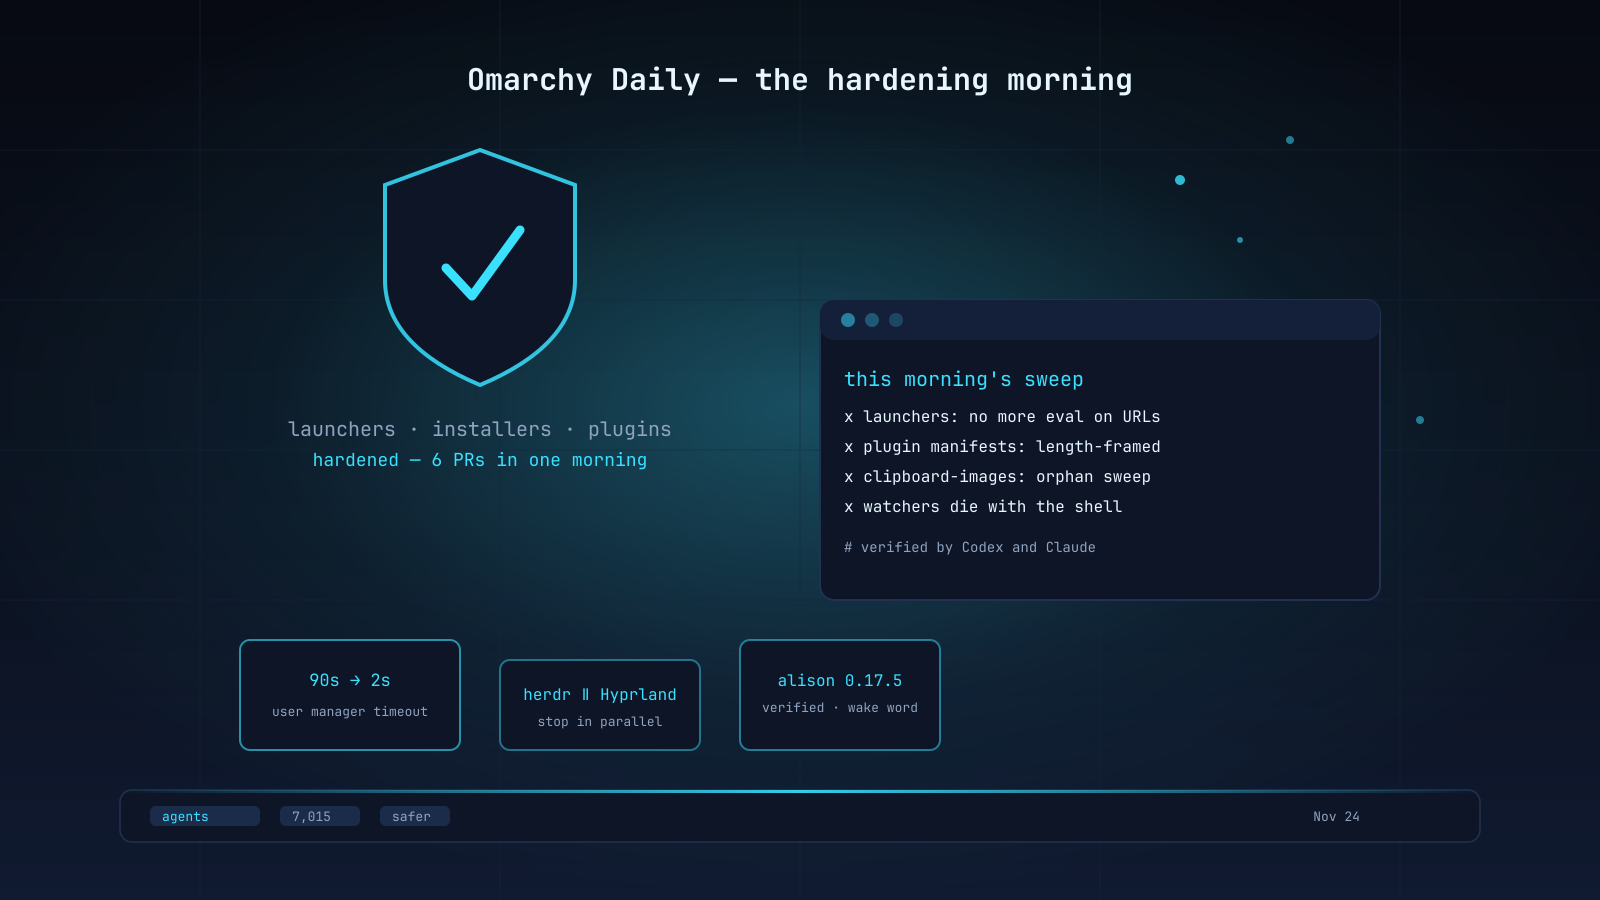 Omarchy Daily — the hardening morning
launchers · installers · plugins
hardened — 6 PRs in one morning
this morning's sweep
x launchers: no more eval on URLs
x plugin manifests: length-framed
x clipboard-images: orphan sweep
x watchers die with the shell
# verified by Codex and Claude
90s → 2s
user manager timeout
herdr ‖ Hyprland
stop in parallel
alison 0.17.5
verified · wake word
agents
7,015
safer
Nov 24